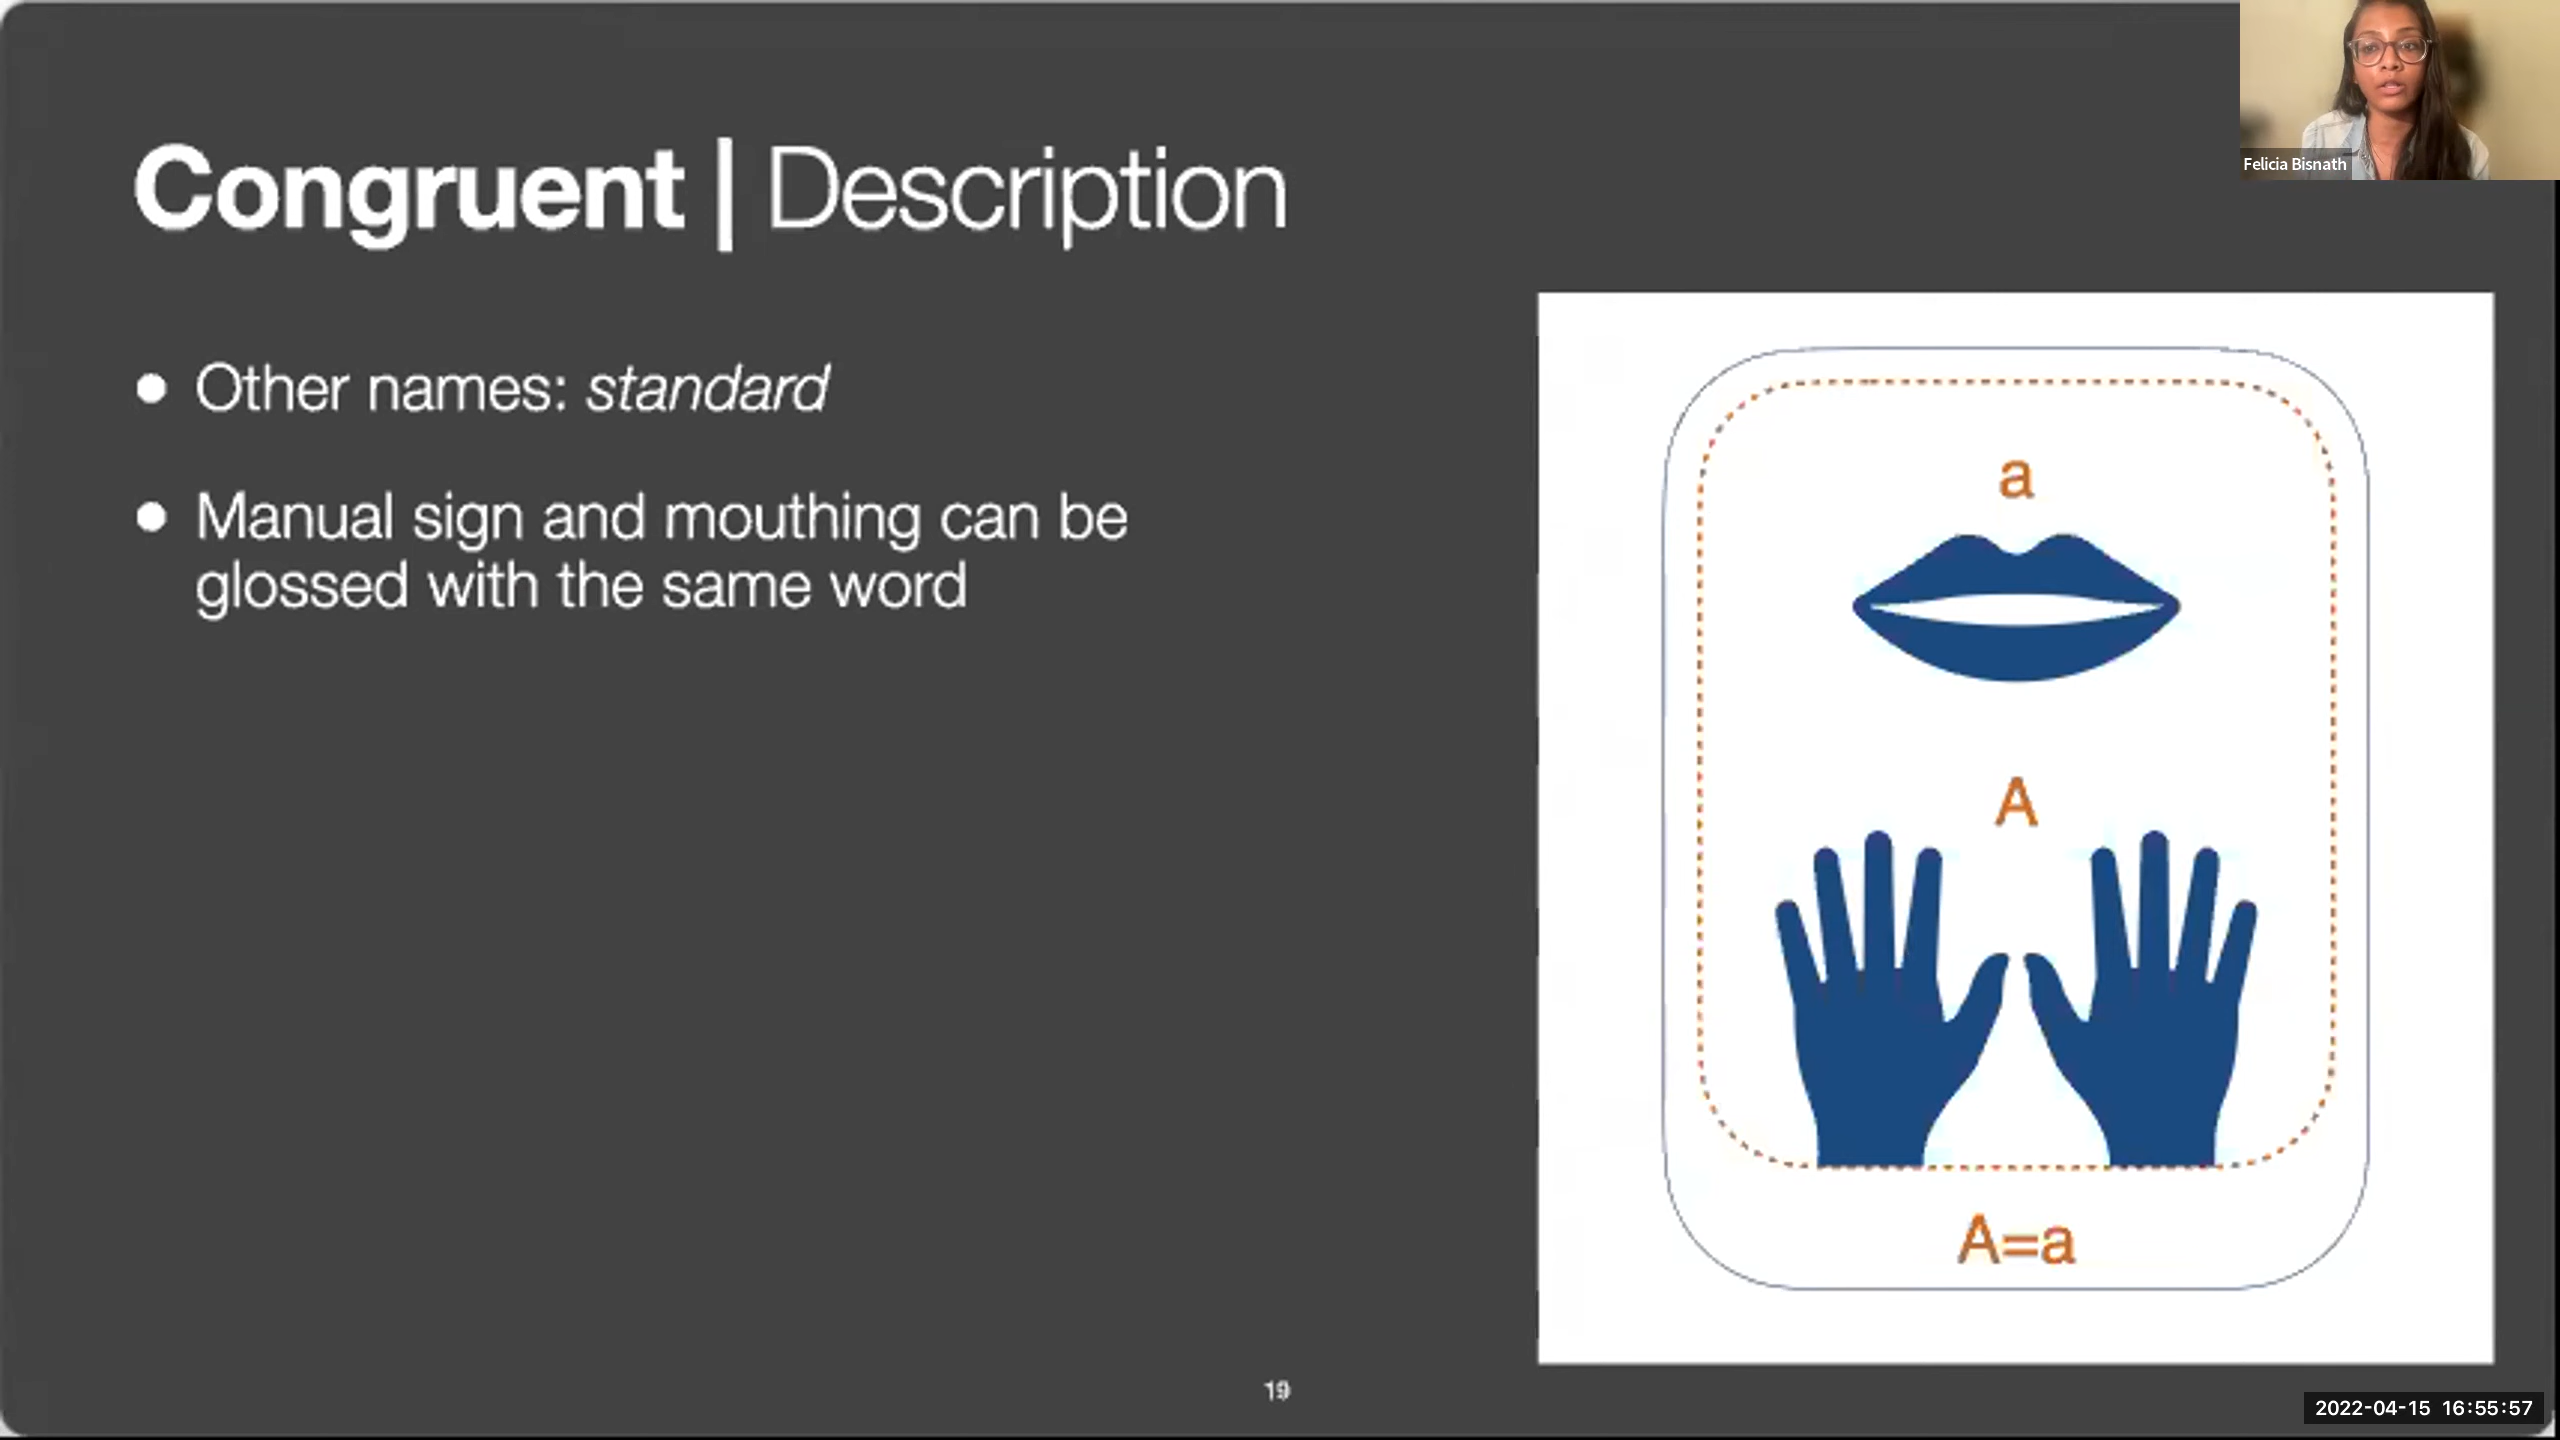 Felicia Bisnath
Congruent | Description
● Other names: standard
● Manual sign and mouthing can be
glossed with the same word
a
A
A=a
19
2022-04-15 16:55:57